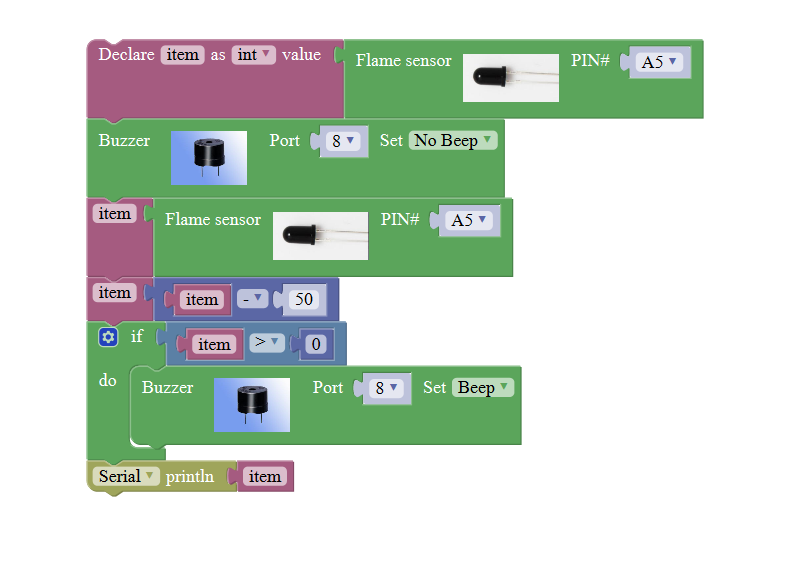 Declare item as int value Flame sensor PIN# A5
Buzzer Port 8 Set No Beep
item Flame sensor PIN# A5
item item - 50
if item > 0
do Buzzer Port 8 Set Beep
Serial println item